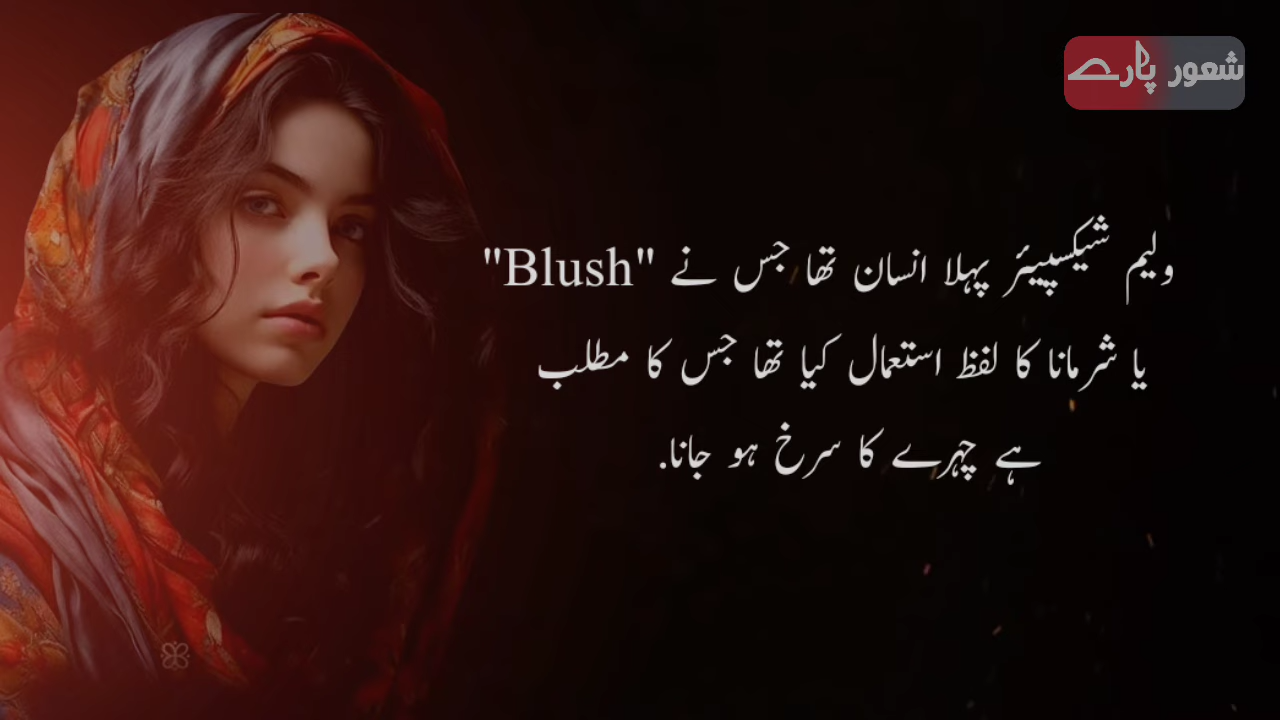 شعور پارے
ولیم شیکسپیئر پہلا انسان تھا جس نے "Blush"
یا شرمانا کا لفظ استعمال کیا تھا جس کا مطلب
ہے چہرے کا سرخ ہو جانا.